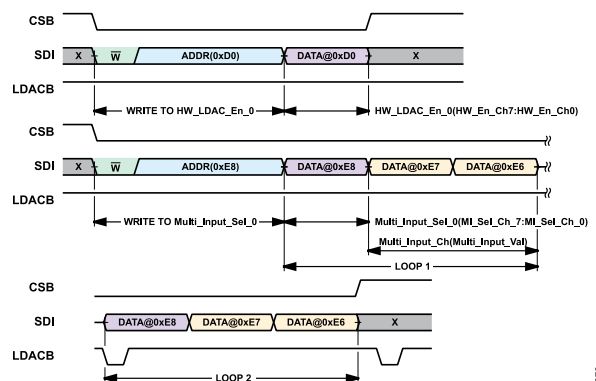 CSB
SDI X W̅ ADDR(0xD0) DATA@0xD0 X
LDACB
WRITE TO HW_LDAC_En_0 HW_LDAC_En_0(HW_En_Ch7:HW_En_Ch0)
CSB
SDI X W̅ ADDR(0xE8) DATA@0xE8 DATA@0xE7 DATA@0xE6
LDACB
WRITE TO Multi_Input_Sel_0 Multi_Input_Sel_0(MI_Sel_Ch_7:MI_Sel_Ch_0)
Multi_Input_Ch(Multi_Input_Val)
LOOP 1
CSB
SDI DATA@0xE8 DATA@0xE7 DATA@0xE6 X
LDACB
LOOP 2